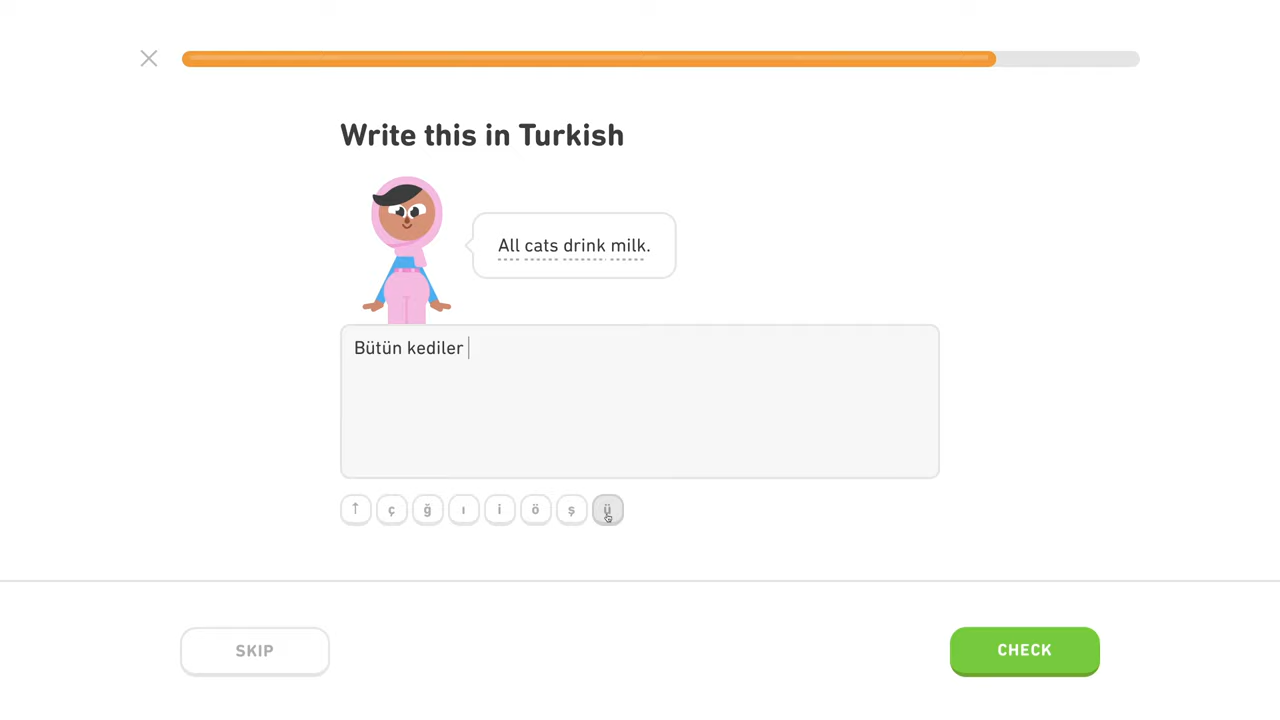 Write this in Turkish
All cats drink milk.
Bütün kediler
↑ ç ğ ı i ö ş ü
SKIP
CHECK